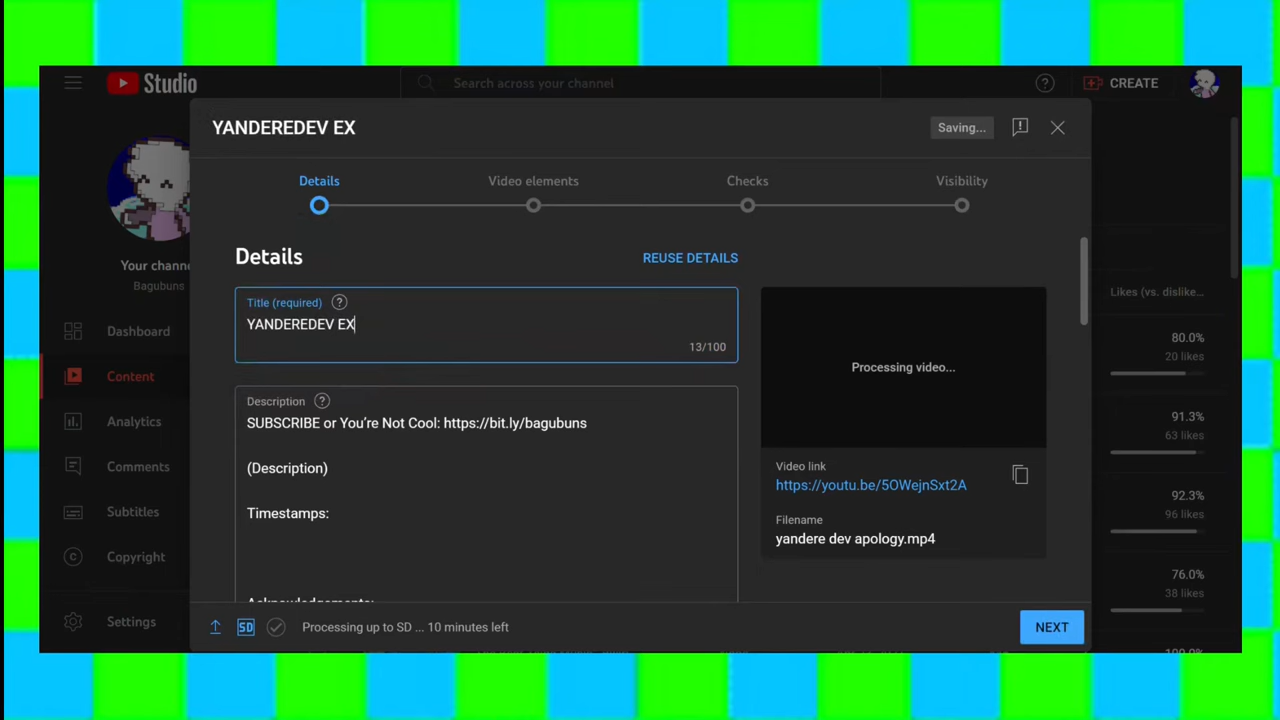 Studio
Search across your channel
CREATE
YANDEREDEV EX
Saving...
Details
Video elements
Checks
Visibility
Your chann
Bagubuns
Dashboard
Content
Analytics
Comments
Subtitles
Copyright
Settings
Details
REUSE DETAILS
Title (required)
YANDEREDEV EX
13/100
Description
SUBSCRIBE or You're Not Cool: https://bit.ly/bagubuns
(Description)
Timestamps:
Acknowledgements:
Processing video...
Video link
https://youtu.be/5OWejnSxt2A
Filename
yandere dev apology.mp4
Likes (vs. dislike...
80.0%
20 likes
91.3%
63 likes
92.3%
96 likes
76.0%
38 likes
100.0%
SD
Processing up to SD ... 10 minutes left
NEXT